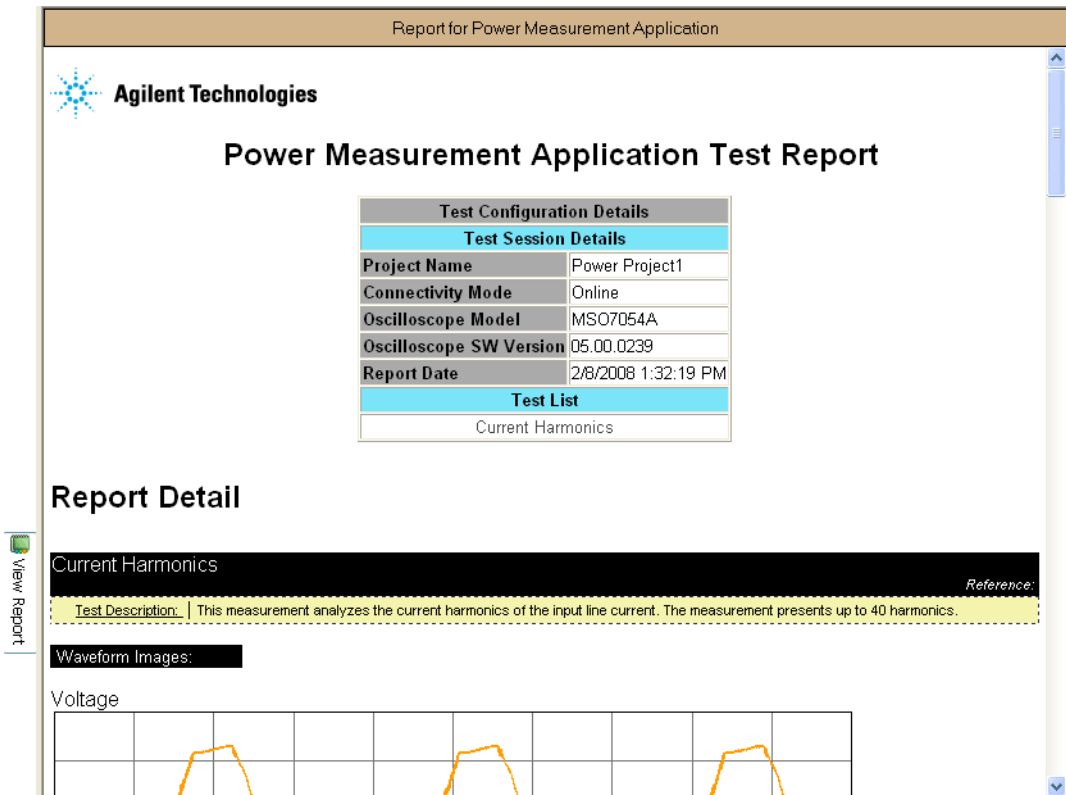 Report for Power Measurement Application
Agilent Technologies
Power Measurement Application Test Report
Test Configuration Details
Test Session Details
Project Name Power Project1
Connectivity Mode Online
Oscilloscope Model MSO7054A
Oscilloscope SW Version 05.00.0239
Report Date 2/8/2008 1:32:19 PM
Test List
Current Harmonics
Report Detail
View Report
Current Harmonics
Reference:
Test Description: This measurement analyzes the current harmonics of the input line current. The measurement presents up to 40 harmonics.
Waveform Images:
Voltage